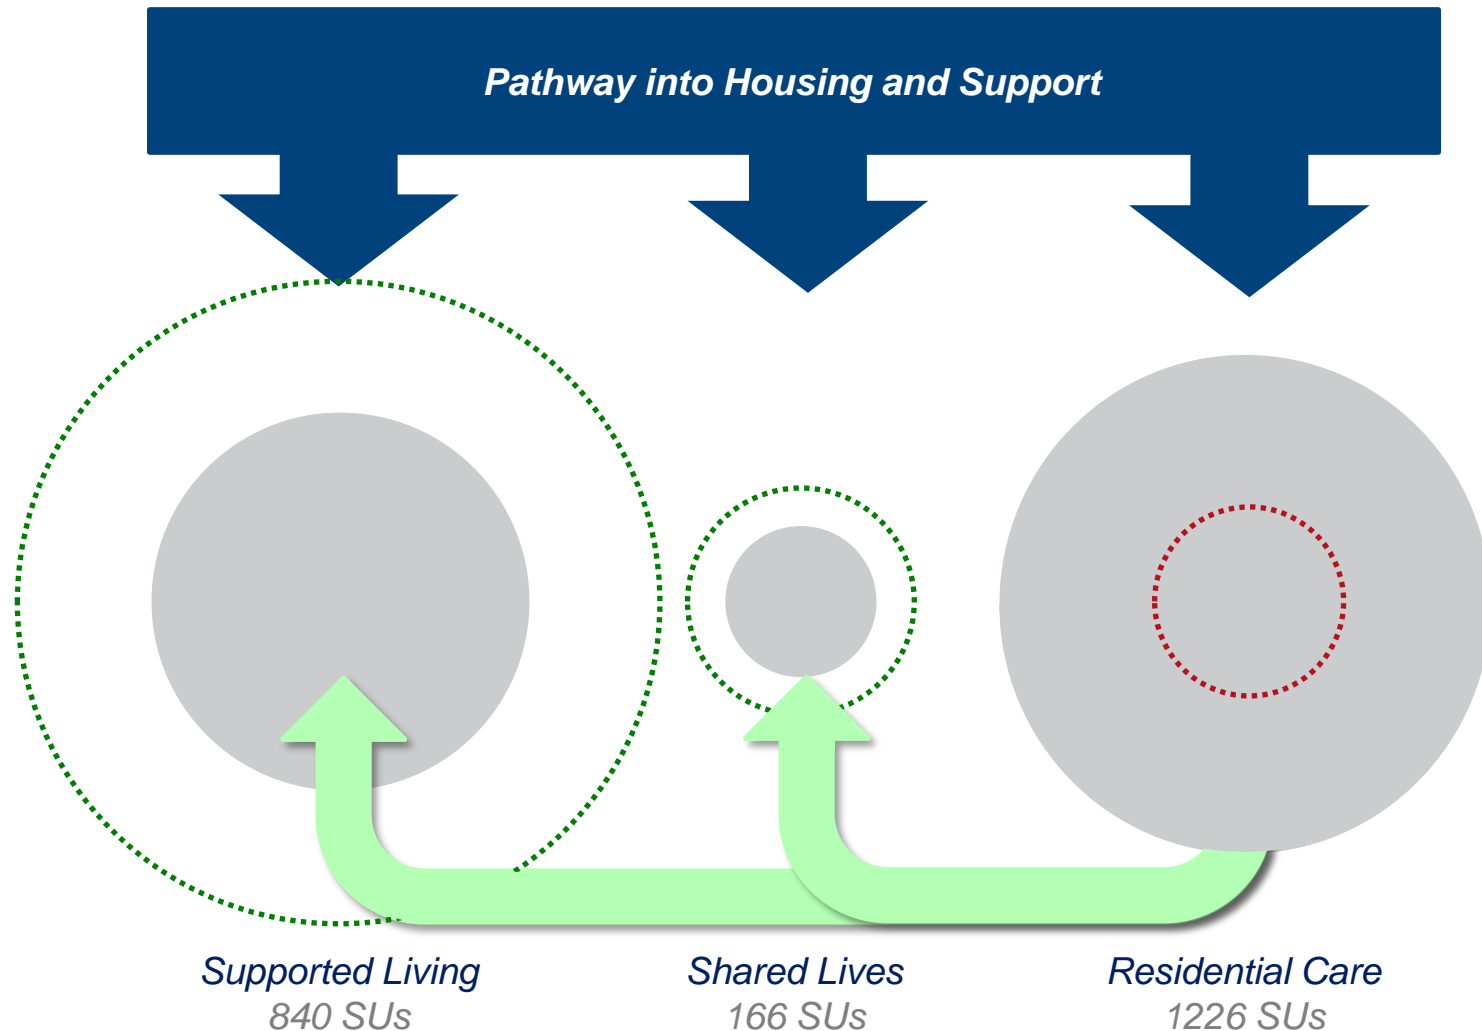 Pathway into Housing and Support
Supported Living
840 SUs
Shared Lives
166 SUs
Residential Care
1226 SUs